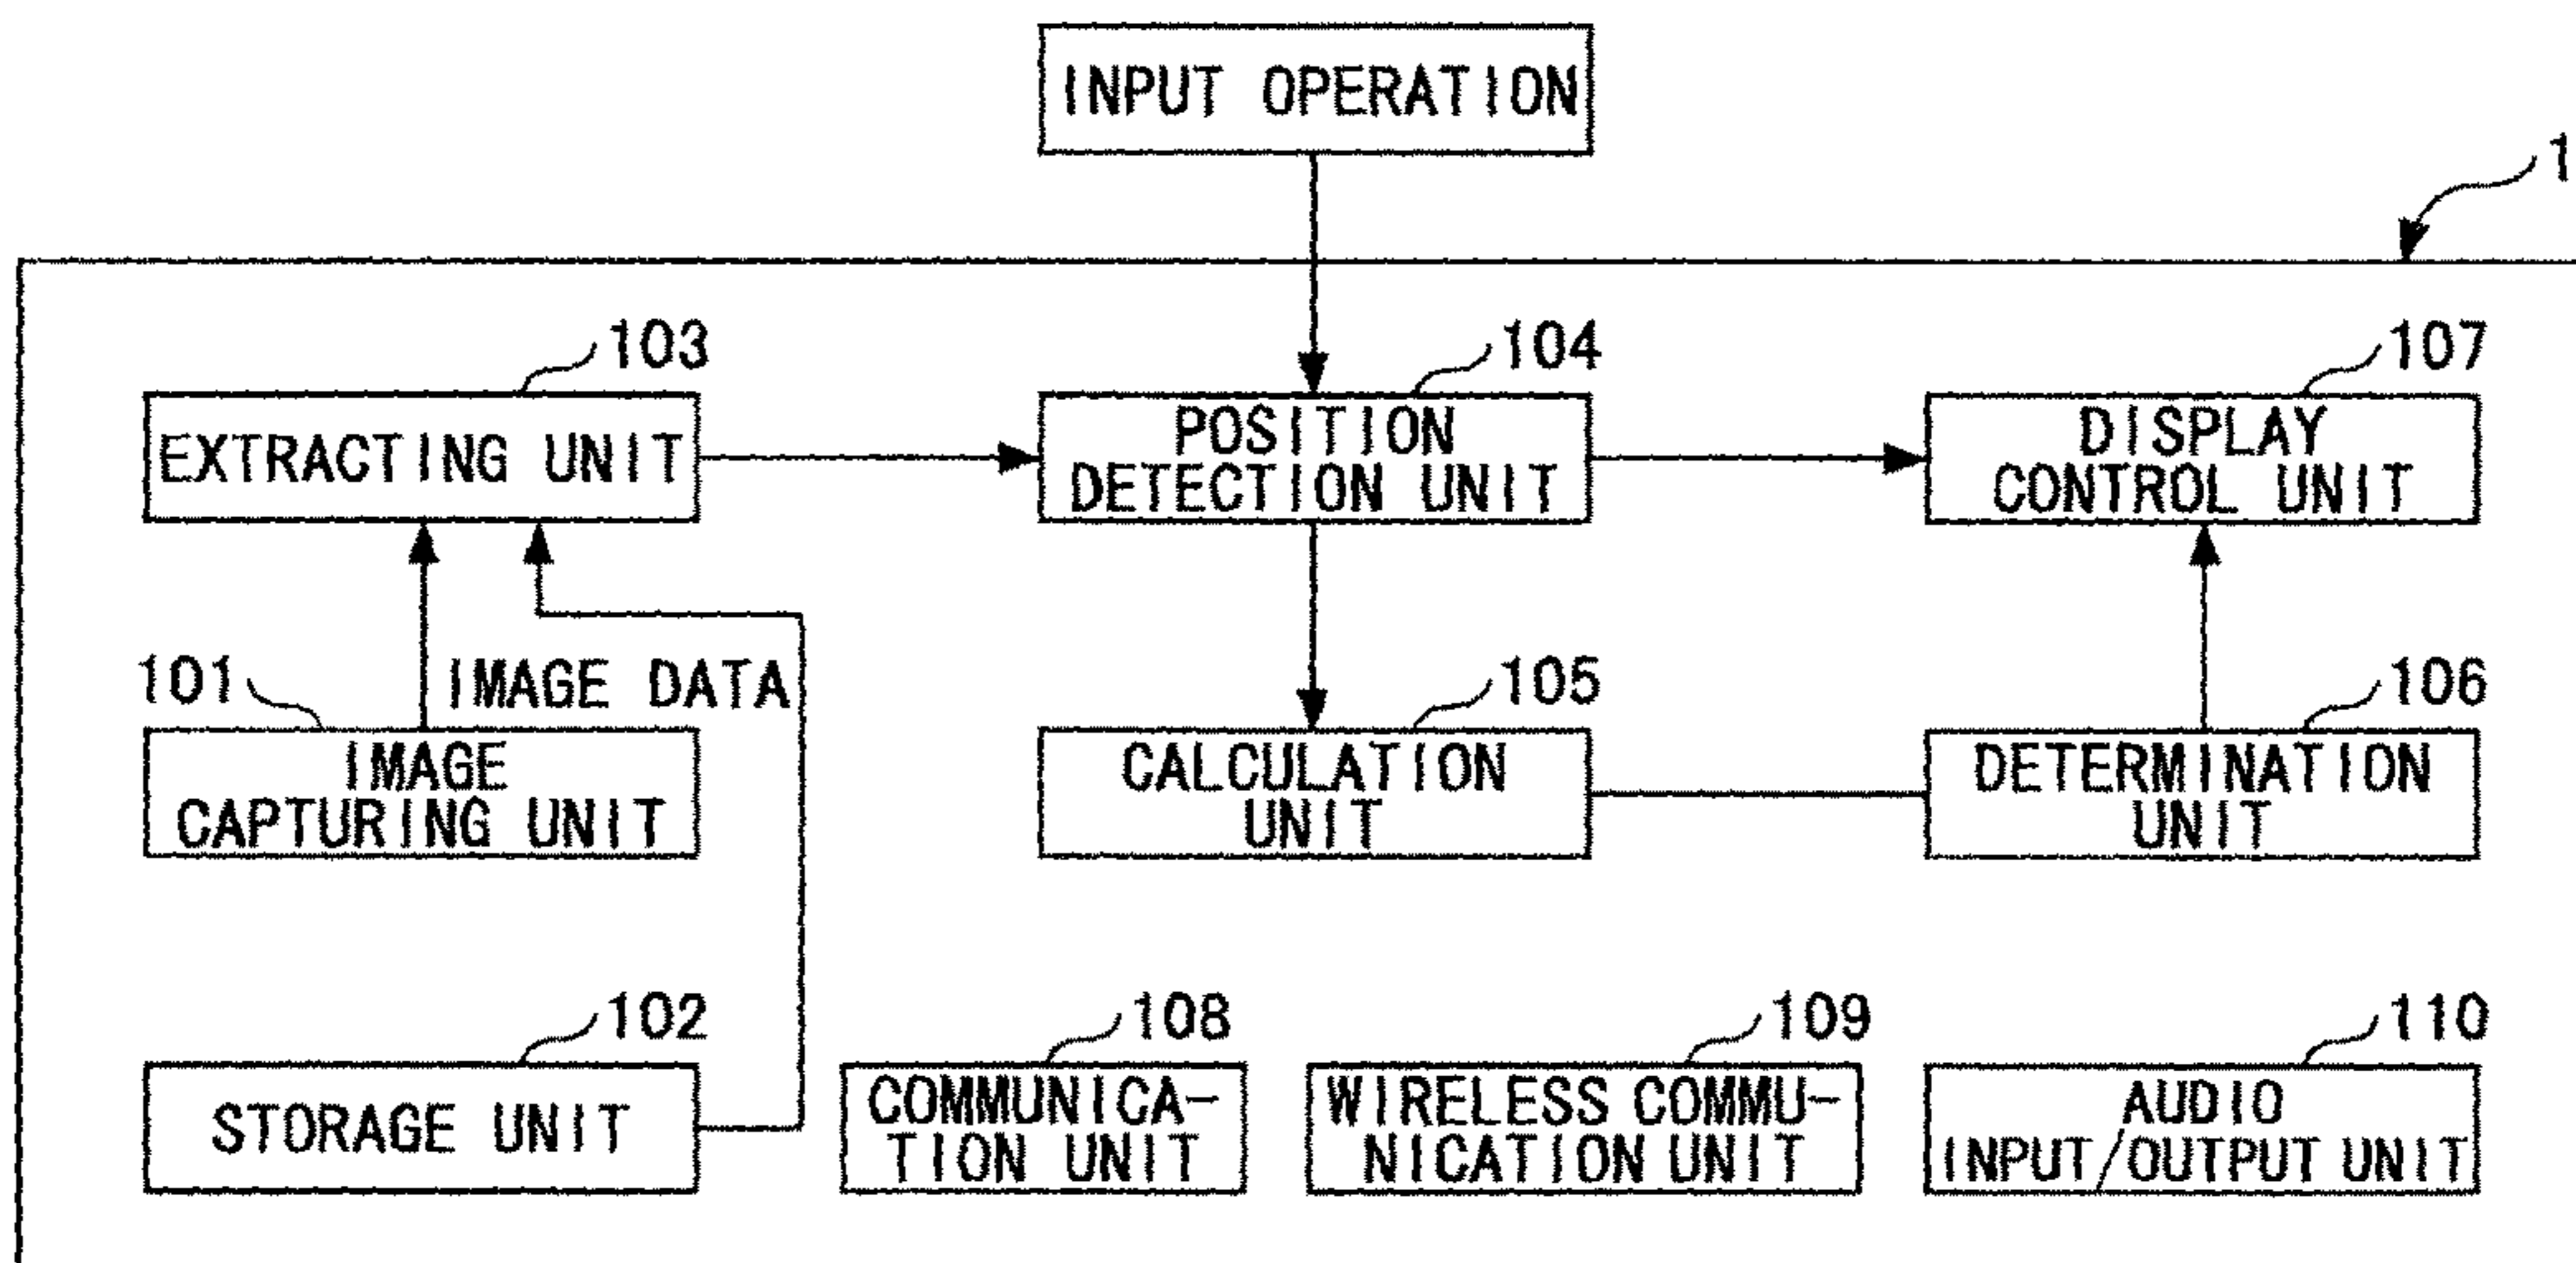 INPUT OPERATION
1
103
EXTRACTING UNIT
104
POSITION
DETECTION UNIT
107
DISPLAY
CONTROL UNIT
IMAGE DATA
101
IMAGE
CAPTURING UNIT
105
CALCULATION
UNIT
106
DETERMINATION
UNIT
102
STORAGE UNIT
108
COMMUNICA-
TION UNIT
109
WIRELESS COMMU-
NICATION UNIT
110
AUDIO
INPUT/OUTPUT UNIT